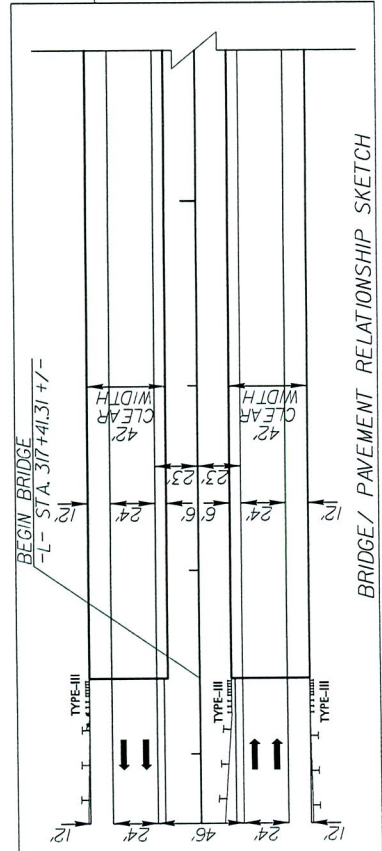 BEGIN BRIDGE
-L- STA. 317+41.31 +/-
42'
CLEAR
WIDTH
42'
CLEAR
WIDTH
23'
23'
12'
24'
6'
6'
24'
12'
TYPE-III
TYPE-III
TYPE-III
12'
24'
46'
24'
12'
BRIDGE/ PAVEMENT RELATIONSHIP SKETCH